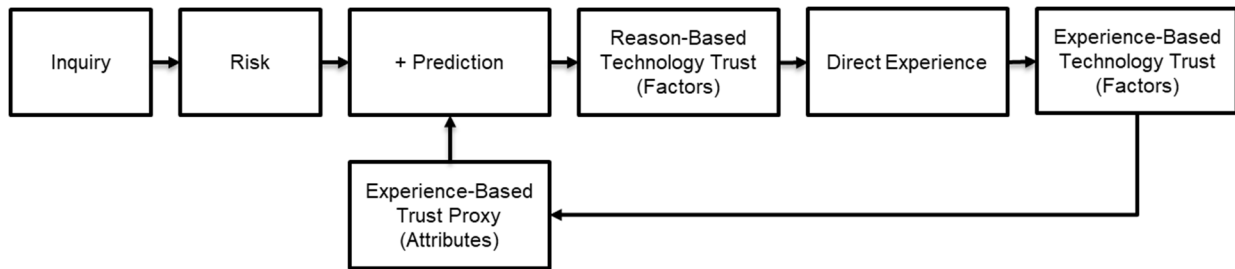 Inquiry
Risk
+ Prediction
Reason-Based
Technology Trust
(Factors)
Direct Experience
Experience-Based
Technology Trust
(Factors)
Experience-Based
Trust Proxy
(Attributes)